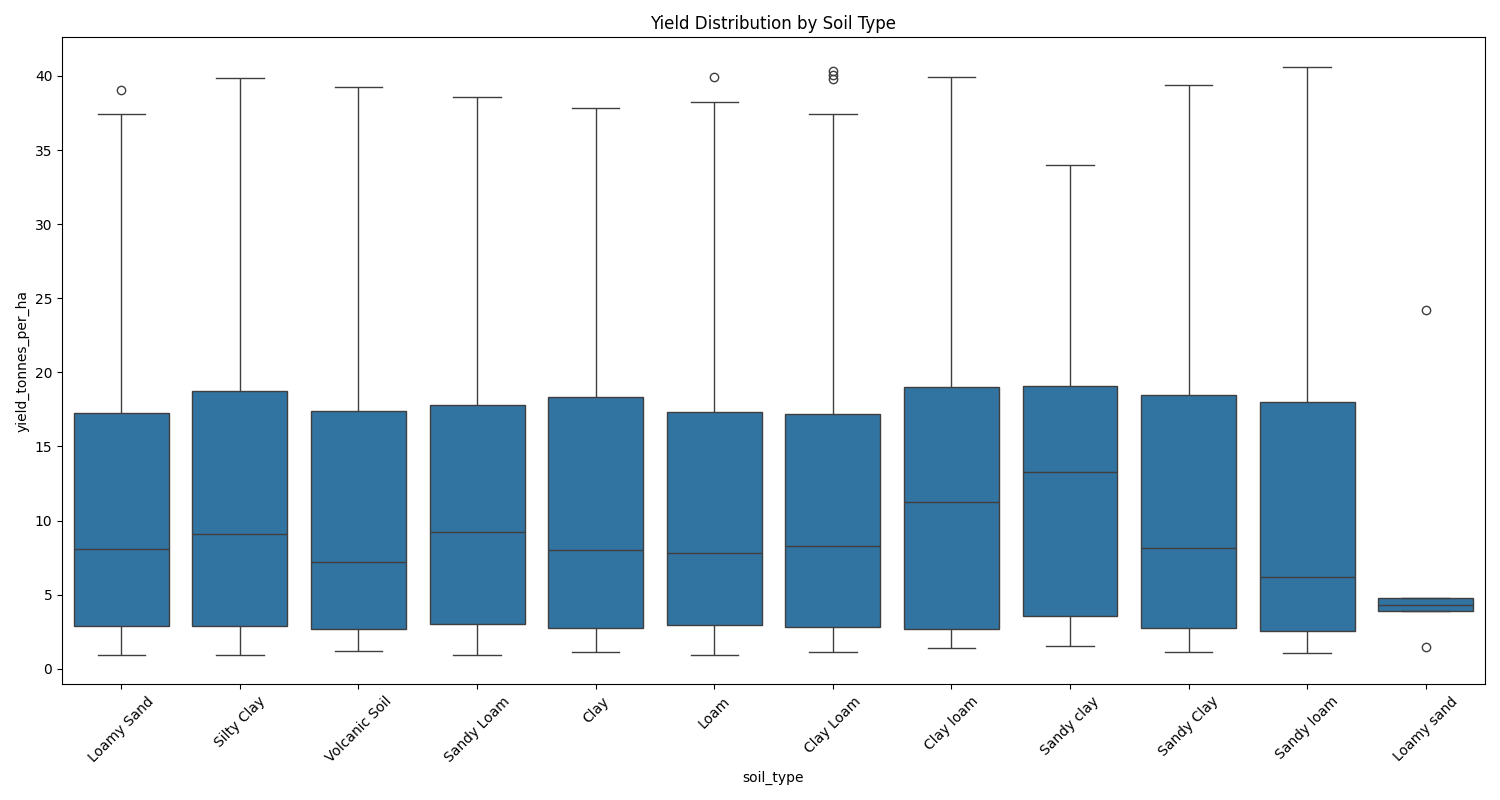 Yield Distribution by Soil Type
yield_tonnes_per_ha
40
35
30
25
20
15
10
5
0
Loamy Sand
Silty Clay
Volcanic Soil
Sandy Loam
Clay
Loam
Clay Loam
Clay loam
Sandy clay
Sandy Clay
Sandy loam
Loamy sand
soil_type